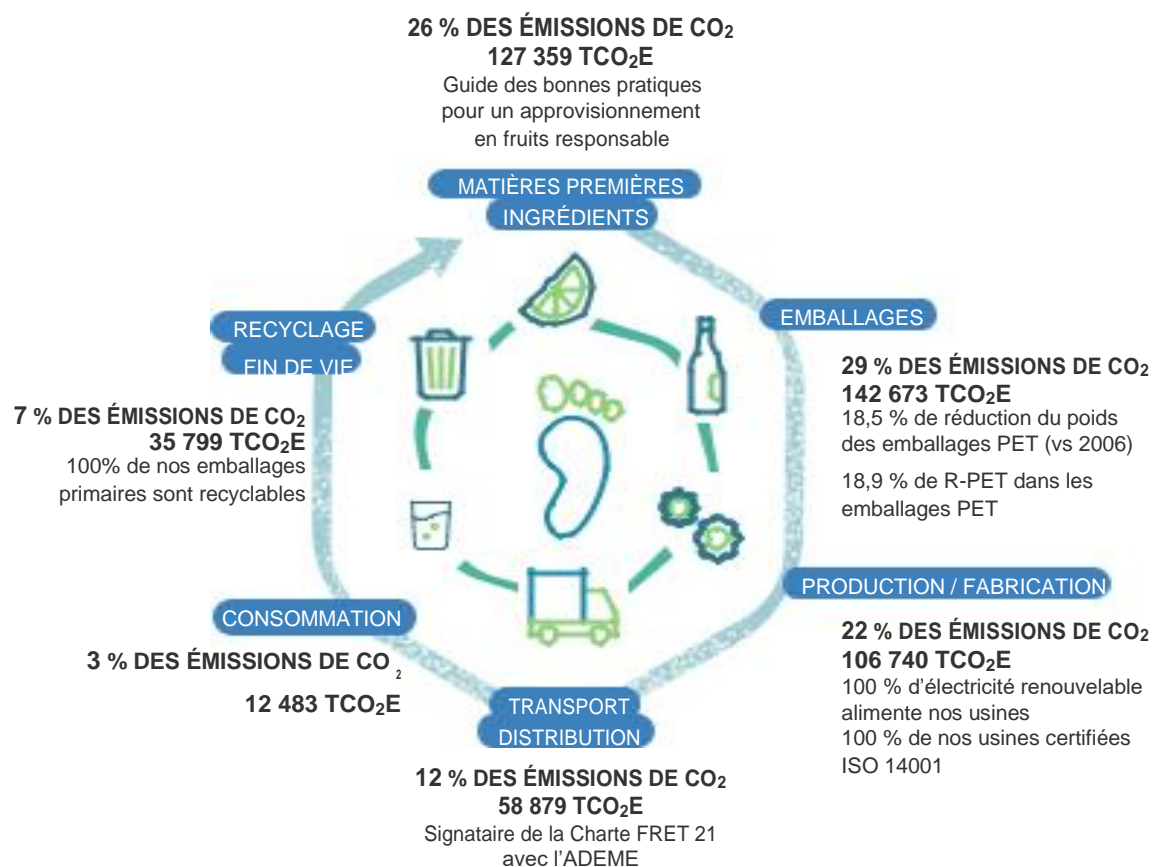 26 % DES ÉMISSIONS DE CO₂
127 359 TCO₂E
Guide des bonnes pratiques
pour un approvisionnement
en fruits responsable
MATIÈRES PREMIÈRES
INGRÉDIENTS
EMBALLAGES
29 % DES ÉMISSIONS DE CO₂
142 673 TCO₂E
18,5 % de réduction du poids
des emballages PET (vs 2006)
18,9 % de R-PET dans les
emballages PET
PRODUCTION / FABRICATION
22 % DES ÉMISSIONS DE CO₂
106 740 TCO₂E
100 % d’électricité renouvelable
alimente nos usines
100 % de nos usines certifiées
ISO 14001
TRANSPORT
DISTRIBUTION
12 % DES ÉMISSIONS DE CO₂
58 879 TCO₂E
Signataire de la Charte FRET 21
avec l’ADEME
CONSOMMATION
3 % DES ÉMISSIONS DE CO₂
12 483 TCO₂E
RECYCLAGE
FIN DE VIE
7 % DES ÉMISSIONS DE CO₂
35 799 TCO₂E
100% de nos emballages
primaires sont recyclables